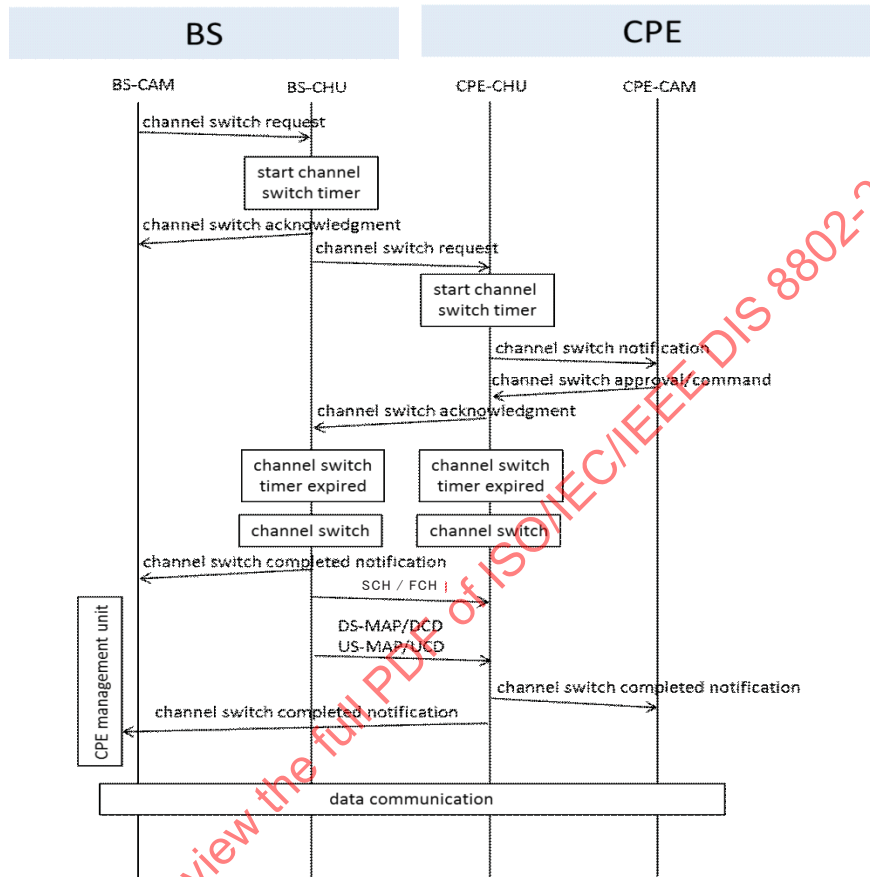 BS
CPE
BS-CAM
BS-CHU
CPE-CHU
CPE-CAM
channel switch request
start channel
switch timer
channel switch acknowledgment
channel switch request
start channel
switch timer
channel switch notification
channel switch approval/command
channel switch acknowledgment
channel switch
timer expired
channel switch
timer expired
channel switch
channel switch
channel switch completed notification
SCH / FCH
DS-MAP/DCD
US-MAP/UCD
channel switch completed notification
channel switch completed notification
CPE management unit
data communication
view the full PDF of ISO/IEC/IEEE DIS 8802-2